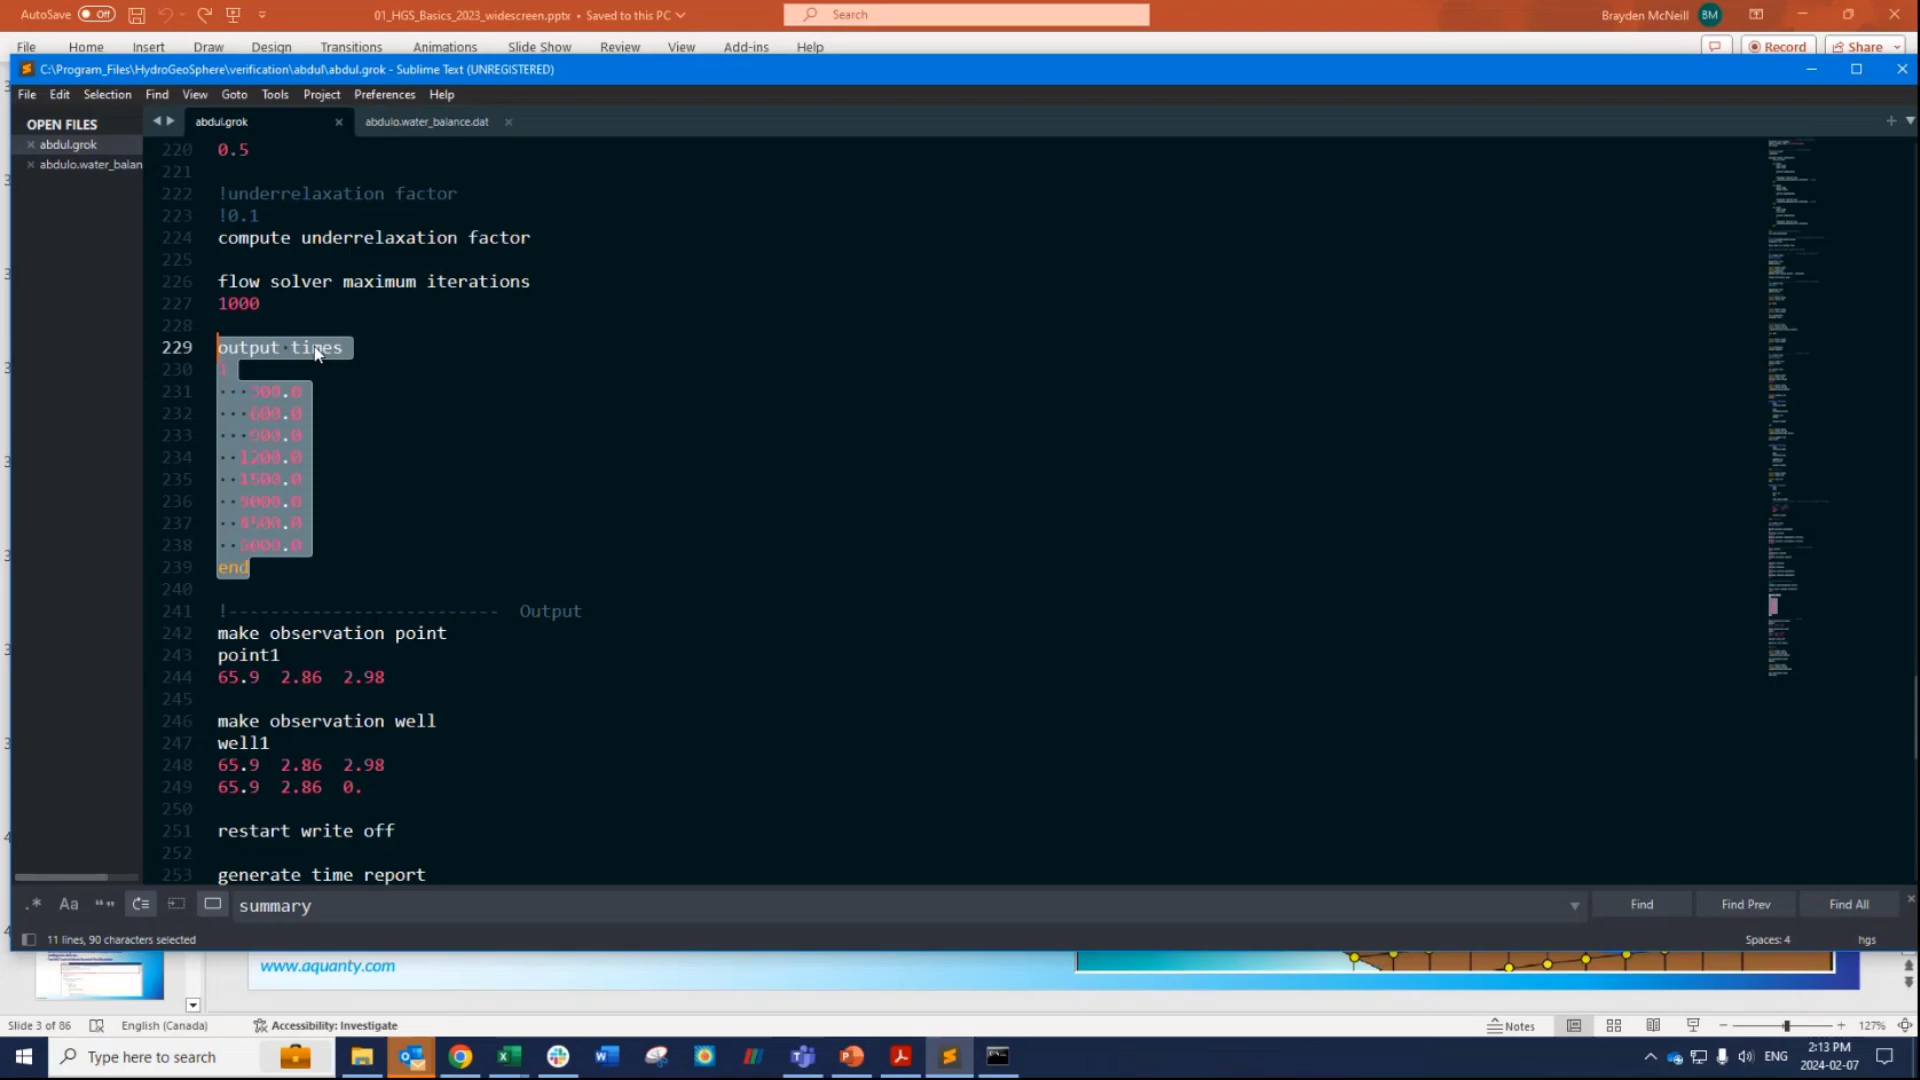 AutoSave Off 01_HGS_Basics_2023_widescreen.pptx • Saved to this PC Search Brayden McNeill BM
File Home Insert Draw Design Transitions Animations Slide Show Review View Add-ins Help Record Share
C:\Program_Files\HydroGeoSphere\verification\abdul\abdul.grok - Sublime Text (UNREGISTERED)
File Edit Selection Find View Goto Tools Project Preferences Help
OPEN FILES abdul.grok abdulo.water_balance.dat
abdul.grok
abdulo.water_balan
220 0.5
221
222 !underrelaxation factor
223 !0.1
224 compute underrelaxation factor
225
226 flow solver maximum iterations
227 1000
228
229 output times
230 1
231 300.0
232 600.0
233 900.0
234 1200.0
235 1500.0
236 3000.0
237 4500.0
238 6000.0
239 end
240
241 !-------------------------- Output
242 make observation point
243 point1
244 65.9 2.86 2.98
245
246 make observation well
247 well1
248 65.9 2.86 2.98
249 65.9 2.86 0.
250
251 restart write off
252
253 generate time report
.* Aa “” summary Find Find Prev Find All
11 lines, 90 characters selected Spaces: 4 hgs
www.aquanty.com
Slide 3 of 86 English (Canada) Accessibility: Investigate Notes 127%
Type here to search ENG 2:13 PM
2024-02-07